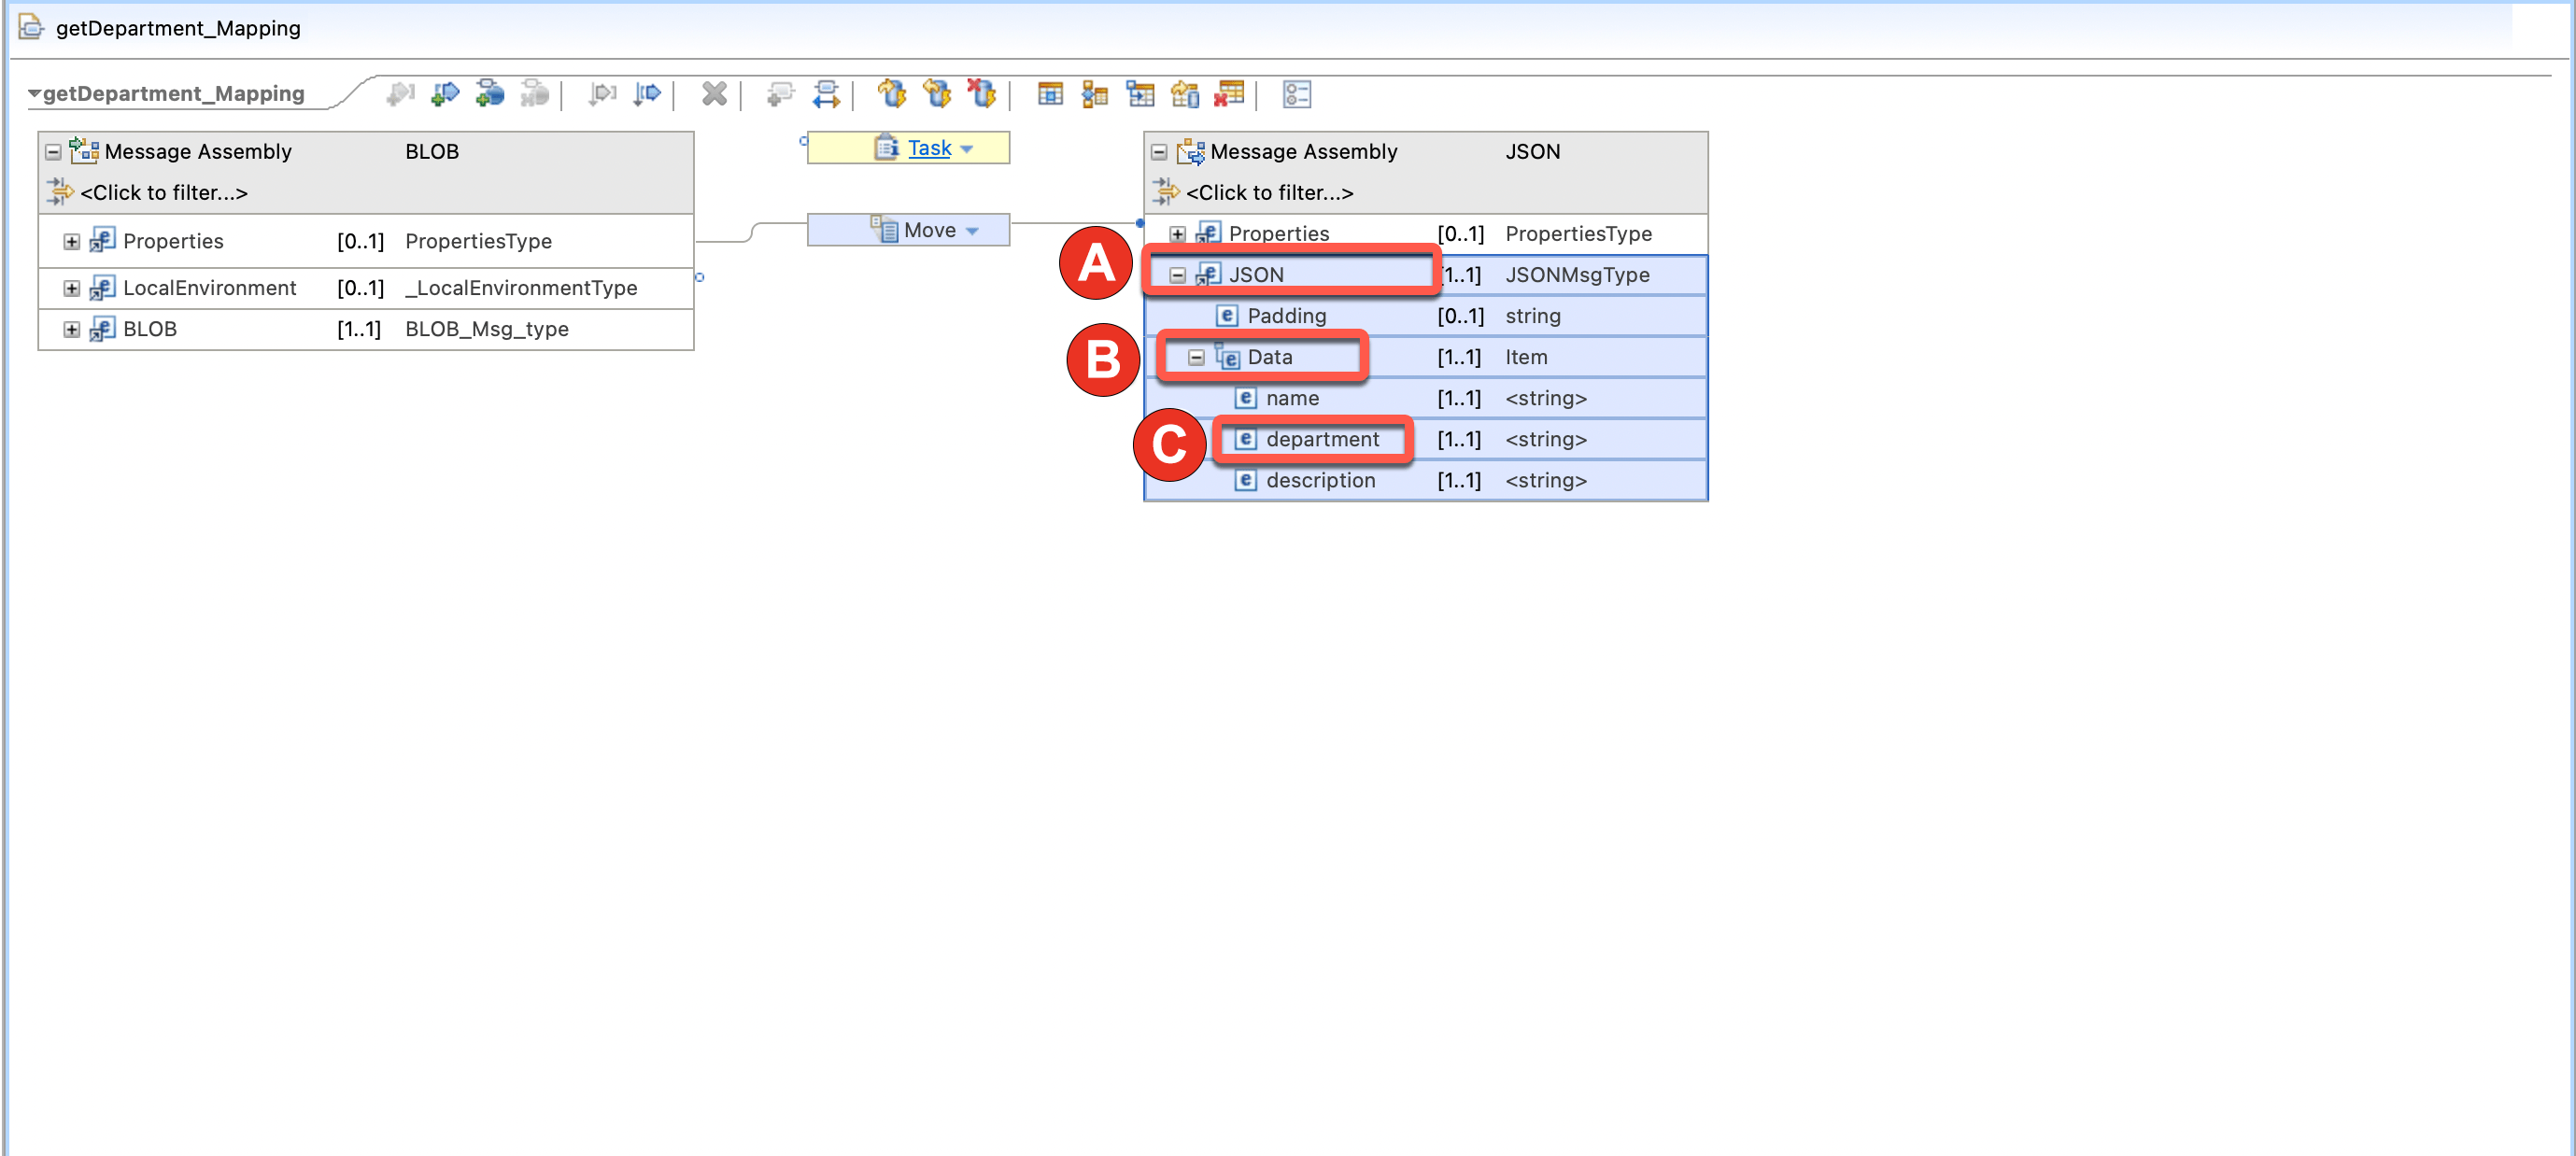 getDepartment_Mapping
getDepartment_Mapping
Message Assembly BLOB
<Click to filter...>
Properties [0..1] PropertiesType
LocalEnvironment [0..1] _LocalEnvironmentType
BLOB [1..1] BLOB_Msg_type
Task
Move
Message Assembly JSON
<Click to filter...>
Properties [0..1] PropertiesType
A JSON [1..1] JSONMsgType
Padding [0..1] string
B Data [1..1] Item
name [1..1] <string>
C department [1..1] <string>
description [1..1] <string>